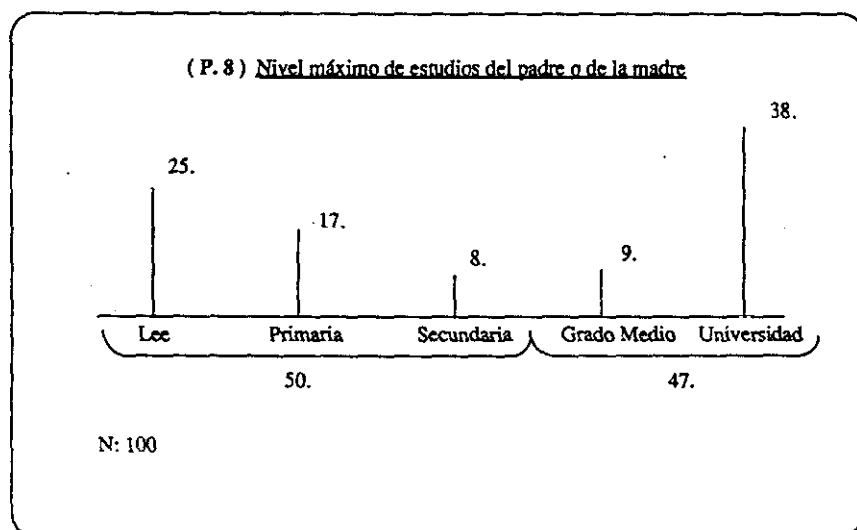 ( P. 8 ) Nivel máximo de estudios del padre o de la madre
38.
25.
17.
8.
9.
Lee Primaria Secundaria Grado Medio Universidad
50. 47.
N: 100